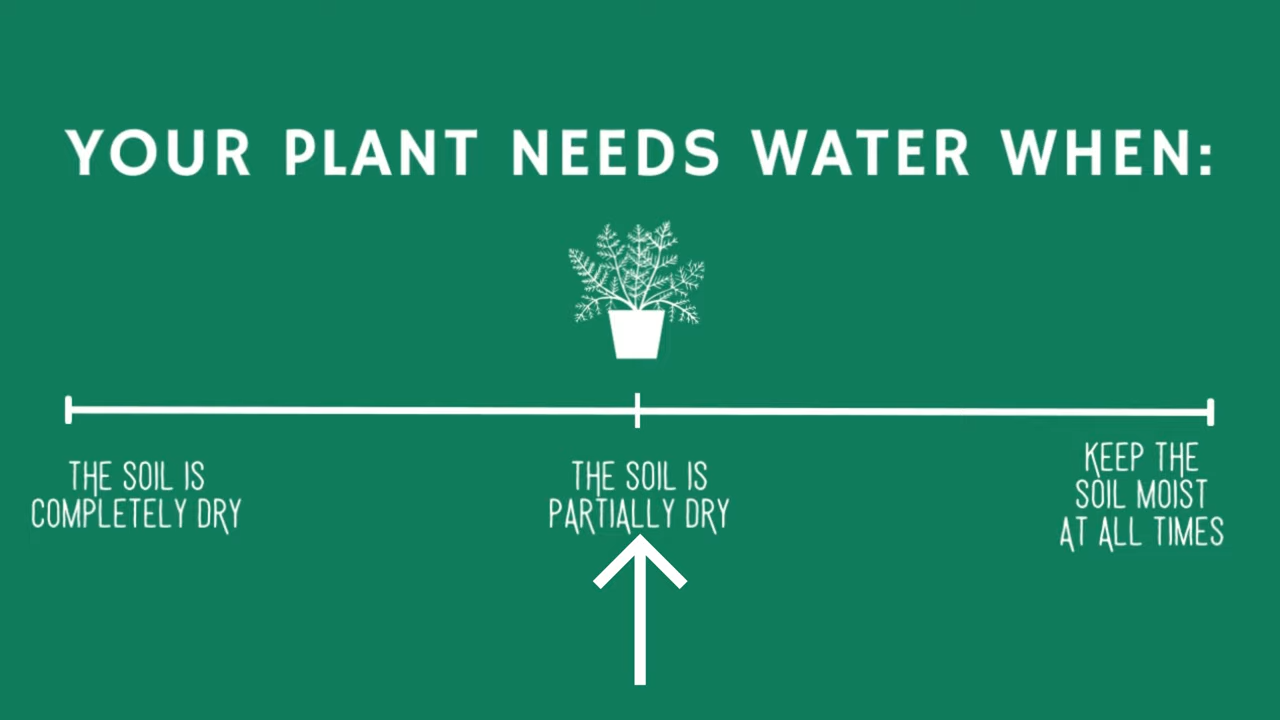 YOUR PLANT NEEDS WATER WHEN:
THE SOIL IS
COMPLETELY DRY
THE SOIL IS
PARTIALLY DRY
KEEP THE
SOIL MOIST
AT ALL TIMES